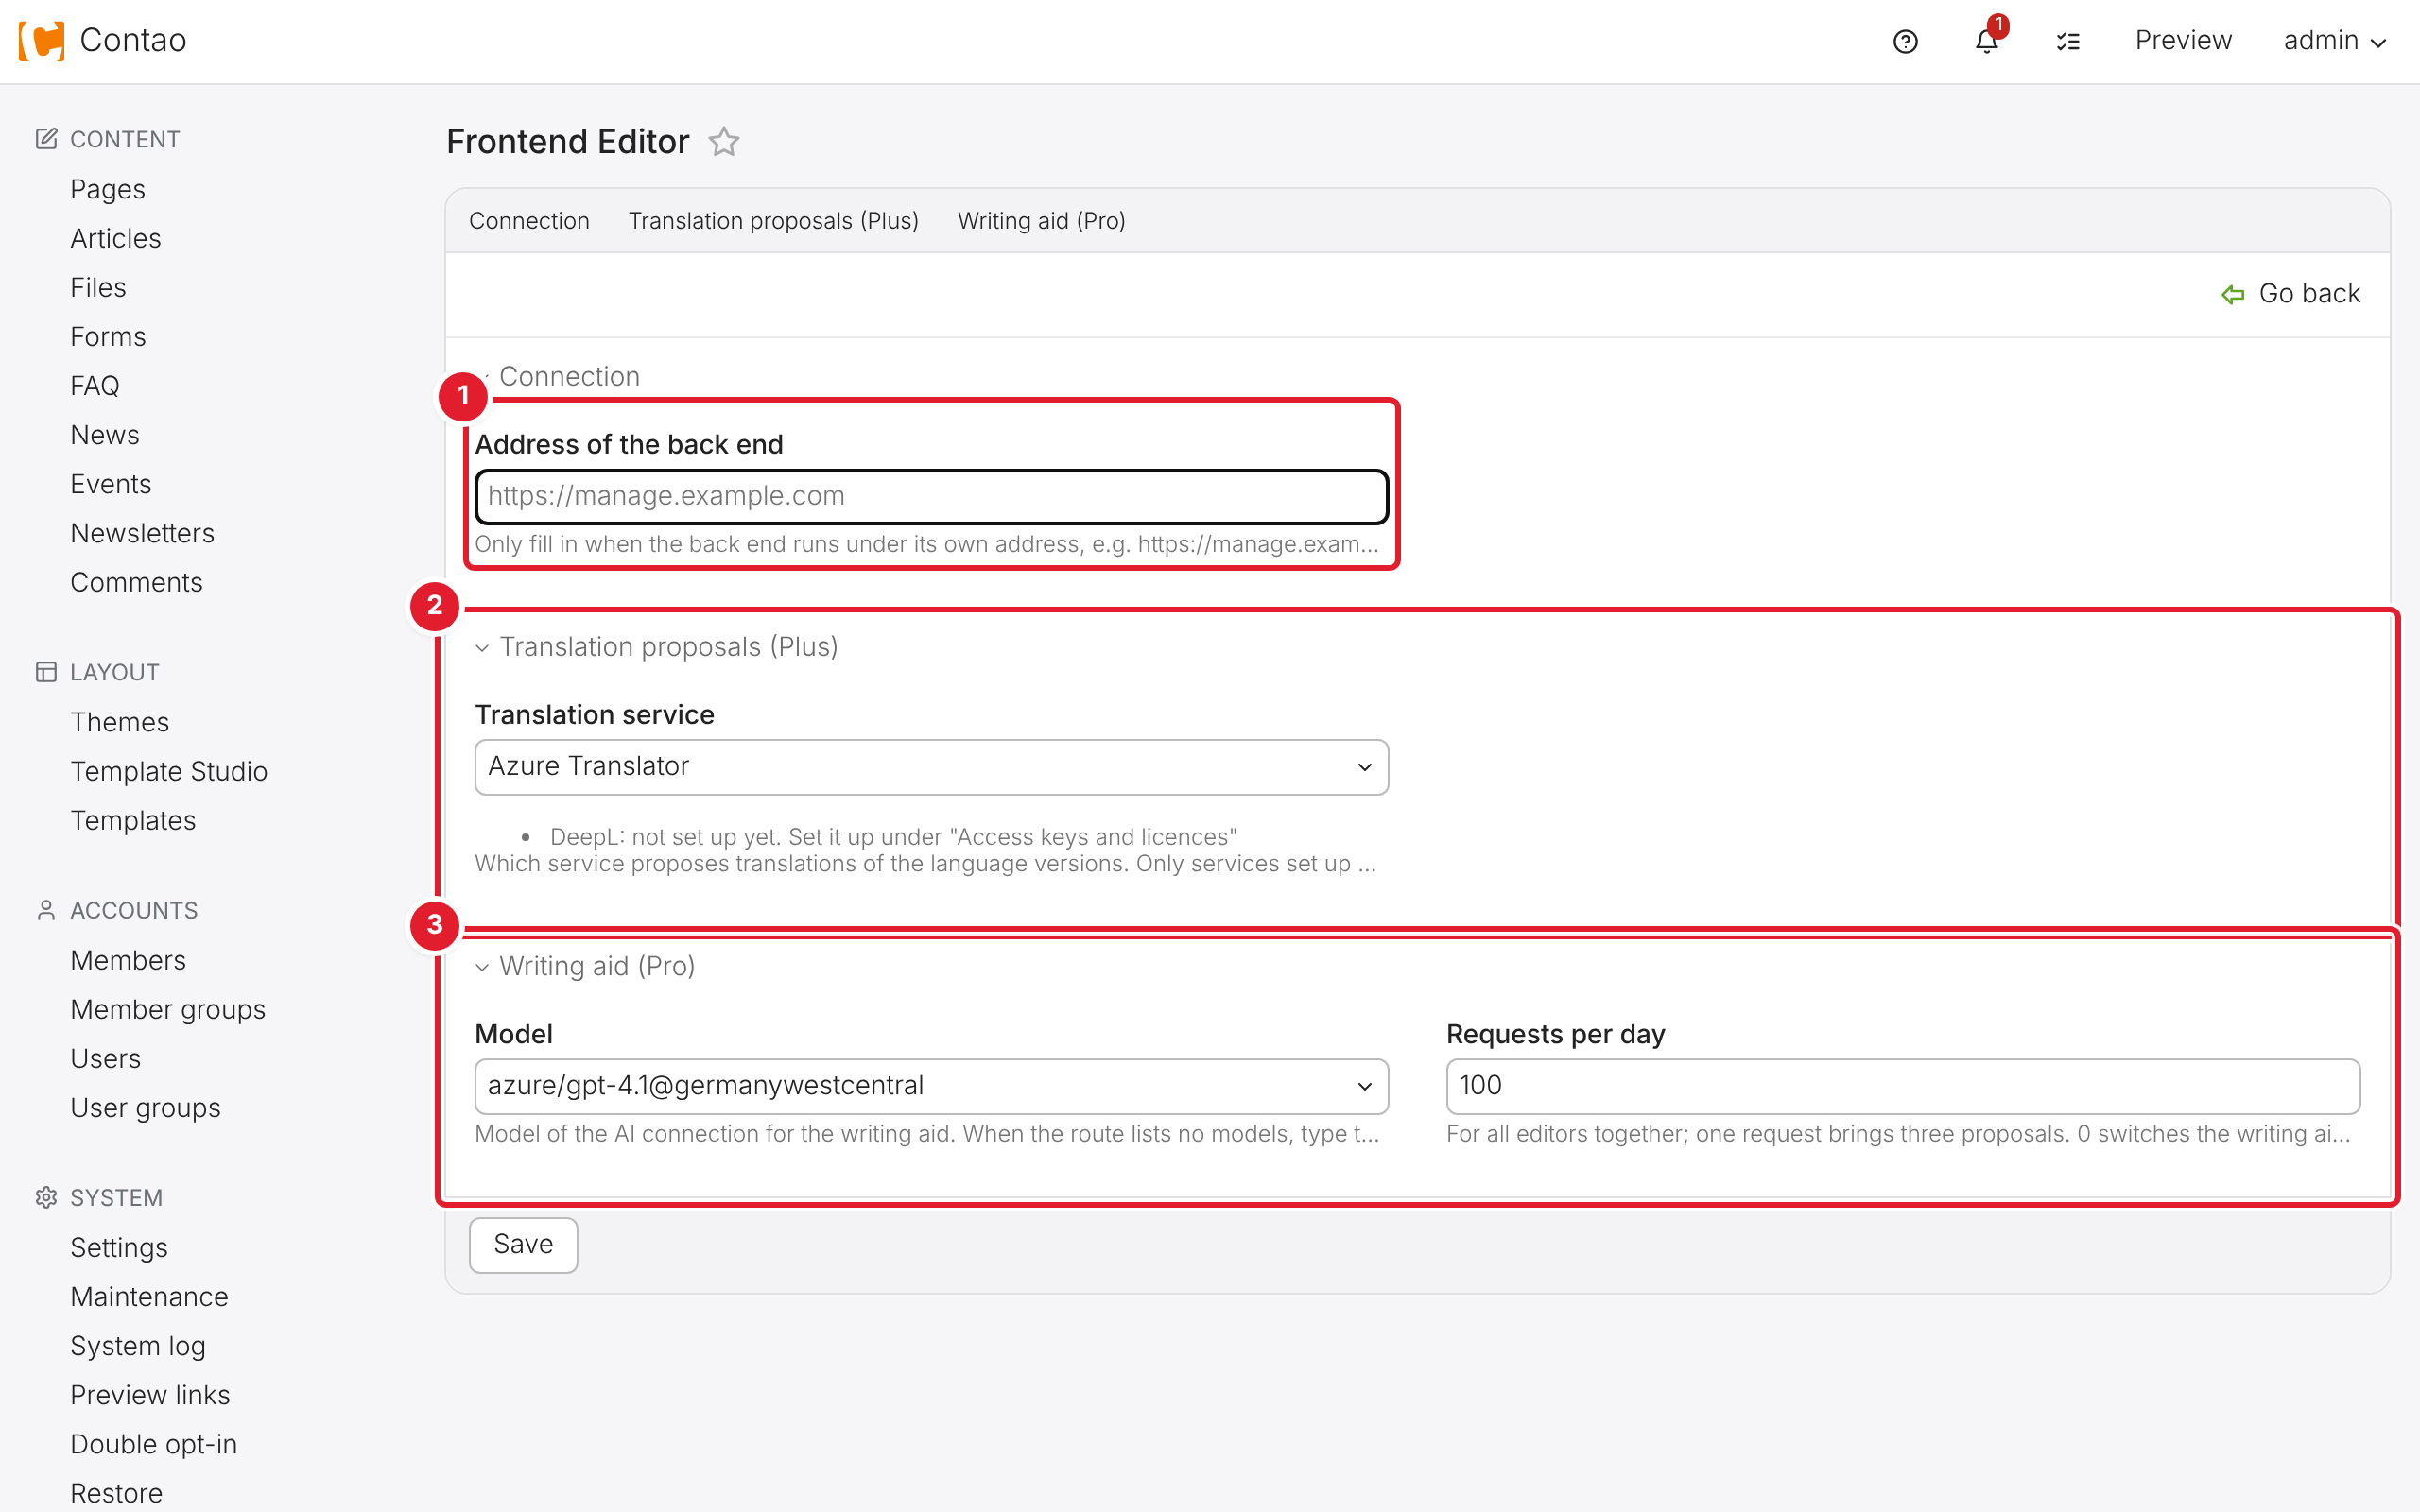 Contao
1
Preview
admin
CONTENT
Pages
Articles
Files
Forms
FAQ
News
Events
Newsletters
Comments
LAYOUT
Themes
Template Studio
Templates
ACCOUNTS
Members
Member groups
Users
User groups
SYSTEM
Settings
Maintenance
System log
Preview links
Double opt-in
Restore
Frontend Editor
Connection Translation proposals (Plus) Writing aid (Pro)
Go back
1
Connection
Address of the back end
https://manage.example.com
Only fill in when the back end runs under its own address, e.g. https://manage.exam...
2
Translation proposals (Plus)
Translation service
Azure Translator
• DeepL: not set up yet. Set it up under "Access keys and licences"
Which service proposes translations of the language versions. Only services set up ...
3
Writing aid (Pro)
Model
azure/gpt-4.1@germanywestcentral
Model of the AI connection for the writing aid. When the route lists no models, type t...
Requests per day
100
For all editors together; one request brings three proposals. 0 switches the writing ai...
Save